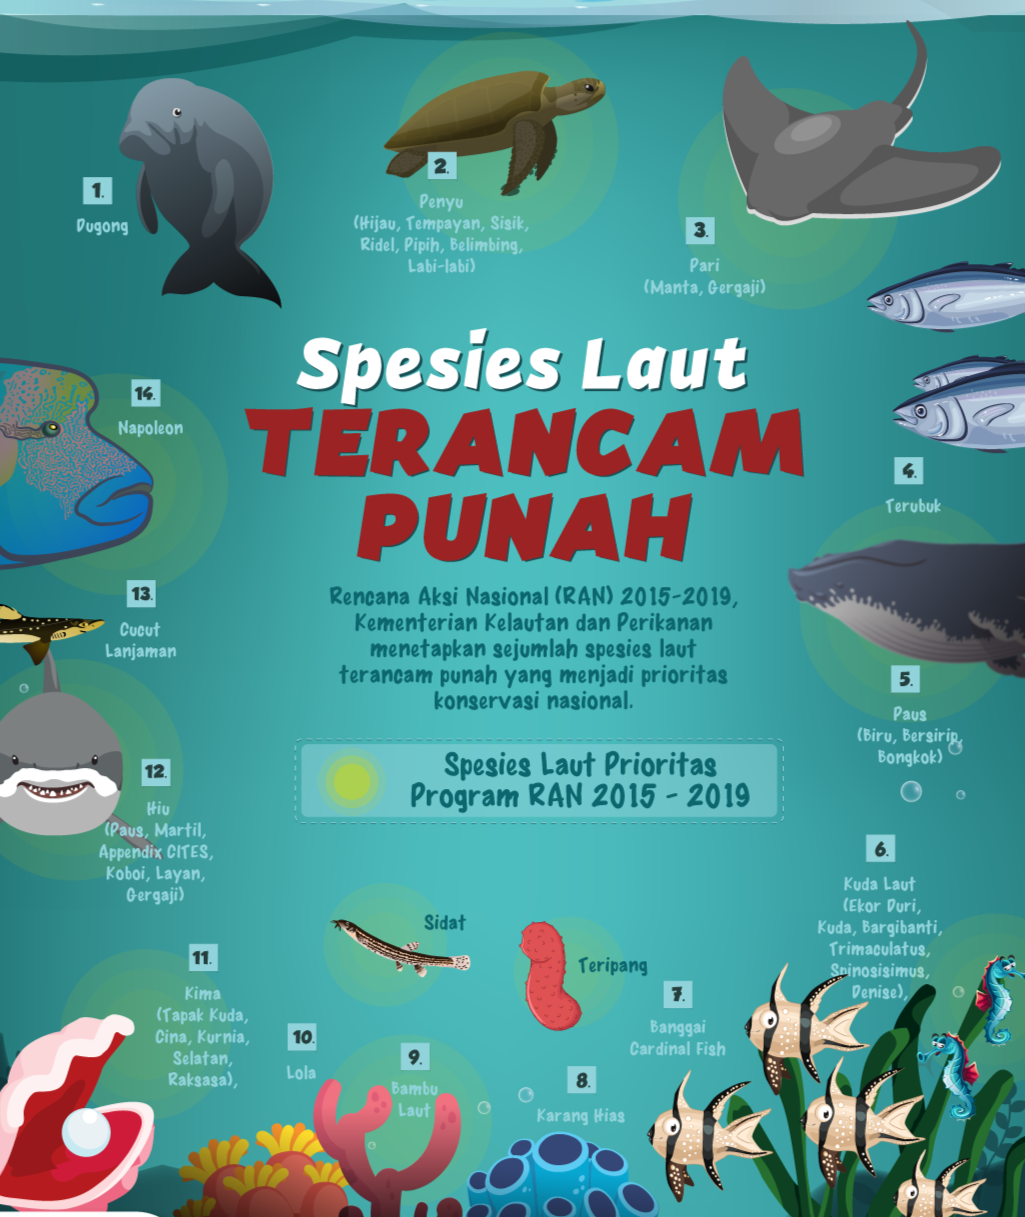 1.
Dugong
2.
Penyu
(Hijau, Tempayan, Sisik,
Ridel, Pipih, Belimbing,
Labi-labi)
3.
Pari
(Manta, Gergaji)
Spesies Laut
TERANCAM
PUNAH
Rencana Aksi Nasional (RAN) 2015-2019,
Kementerian Kelautan dan Perikanan
menetapkan sejumlah spesies laut
terancam punah yang menjadi prioritas
konservasi nasional.
Spesies Laut Prioritas
Program RAN 2015 - 2019
4.
Terubuk
5.
Paus
(Biru, Bersirip,
Bongkok)
6.
Kuda Laut
(Ekor Duri,
Kuda, Bargibanti,
Trimaculatus,
Spinosisimus,
Denise),
Sidat
Teripang
7.
Banggai
Cardinal Fish
8.
Karang Hias
9.
Bambu
Laut
10.
Lola
11.
Kima
(Tapak Kuda,
Cina, Kurnia,
Selatan,
Raksasa),
12.
Hiu
(Paus, Martil,
Appendix CITES,
Koboi, Layan,
Gergaji)
13.
Cucut
Lanjaman
14.
Napoleon